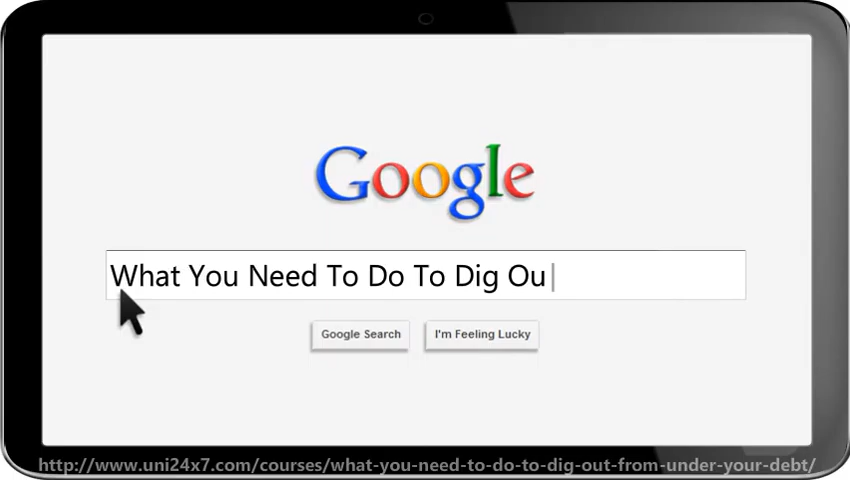 Google
What You Need To Do To Dig Ou
Google Search I'm Feeling Lucky
http://www.uni24x7.com/courses/what-you-need-to-do-to-dig-out-from-under-your-debt/